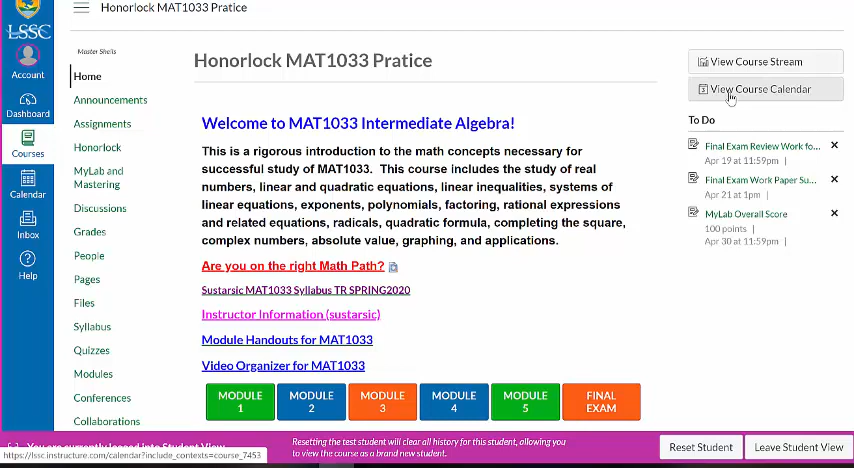 Honorlock MAT1033 Pratice
LSSC
Account
Dashboard
Courses
Calendar
Inbox
Help
Master Shells
Home
Announcements
Assignments
Honorlock
MyLab and
Mastering
Discussions
Grades
People
Pages
Files
Syllabus
Quizzes
Modules
Conferences
Collaborations
Honorlock MAT1033 Pratice
Welcome to MAT1033 Intermediate Algebra!
This is a rigorous introduction to the math concepts necessary for
successful study of MAT1033. This course includes the study of real
numbers, linear and quadratic equations, linear inequalities, systems of
linear equations, exponents, polynomials, factoring, rational expressions
and related equations, radicals, quadratic formula, completing the square,
complex numbers, absolute value, graphing, and applications.
Are you on the right Math Path?
Sustarsic MAT1033 Syllabus TR SPRING2020
Instructor Information (sustarsic)
Module Handouts for MAT1033
Video Organizer for MAT1033
MODULE 1
MODULE 2
MODULE 3
MODULE 4
MODULE 5
FINAL EXAM
View Course Stream
View Course Calendar
To Do
Final Exam Review Work fo...
Apr 19 at 11:59pm |
Final Exam Work Paper Su...
Apr 21 at 1pm |
MyLab Overall Score
100 points |
Apr 30 at 11:59pm |
You are currently logged into Student View
Resetting the test student will clear all history for this student, allowing you
to view the course as a brand new student.
Reset Student
Leave Student View
https://lssc.instructure.com/calendar?include_contexts=course_7453